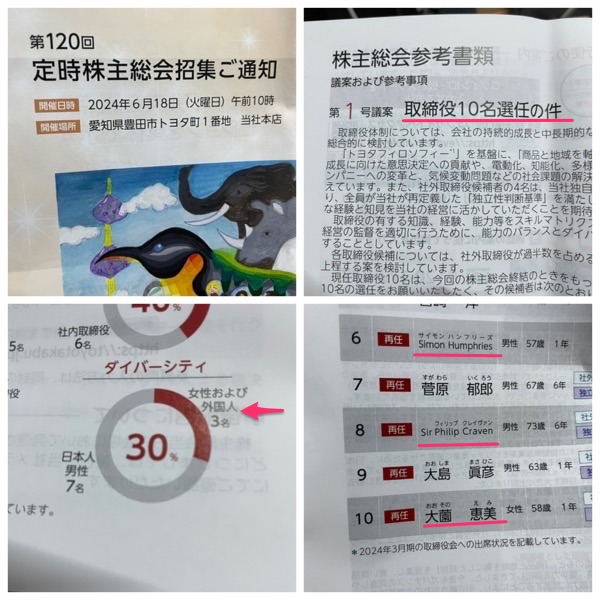 第120回
定時株主総会招集ご通知
開催日時 2024年6月18日（火曜日）午前10時
開催場所 愛知県豊田市トヨタ町1番地 当社本店
株主総会参考書類
議案および参考事項
第1号議案 取締役10名選任の件
取締役体制については、会社の持続的成長と中長期的な
総合的に検討しています。
「トヨタフィロソフィー」を基盤に、「商品と地域を軸
成長に向けた意思決定への貢献や、電動化、知能化、多様
ンパニーへの変革と、気候変動問題などの社会課題の解決
えています。また、社外取締役候補者の4名は、当社独自
り、全員が当社が再定義した「独立性判断基準」を満たし
な経験と知見を当社の経営に活かしていただくことを期待
取締役の有する知識、経験、能力等をスキルマトリクス
経営の監督を適切に行うために、能力のバランスとダイバ
することとしています。
各取締役候補については、社外取締役が過半数を占める
上程する案を検討しています。
現任取締役10名は、今回の株主総会終結のときをもっ
10名の選任をお願いいたしたく、その候補者は次のとおり
40%
5名
社内取締役
6名
ダイバーシティ
役
女性および
外国人
3名
30%
日本人
男性
7名
ています。
6 再任 サイモン ハンフリーズ
Simon Humphries 男性 57歳 1年
7 再任 すがわら いくろう
菅原 郁郎 男性 67歳 6年 社外 独立
8 再任 フィリップ クレイヴァン
Sir Philip Craven 男性 73歳 6年
9 再任 おおしま まさひこ
大島 眞彦 男性 63歳 1年
10 再任 おおその えみ
大薗 恵美 女性 58歳 1年
＊2024年3月期の取締役会への出席状況を記載しています。